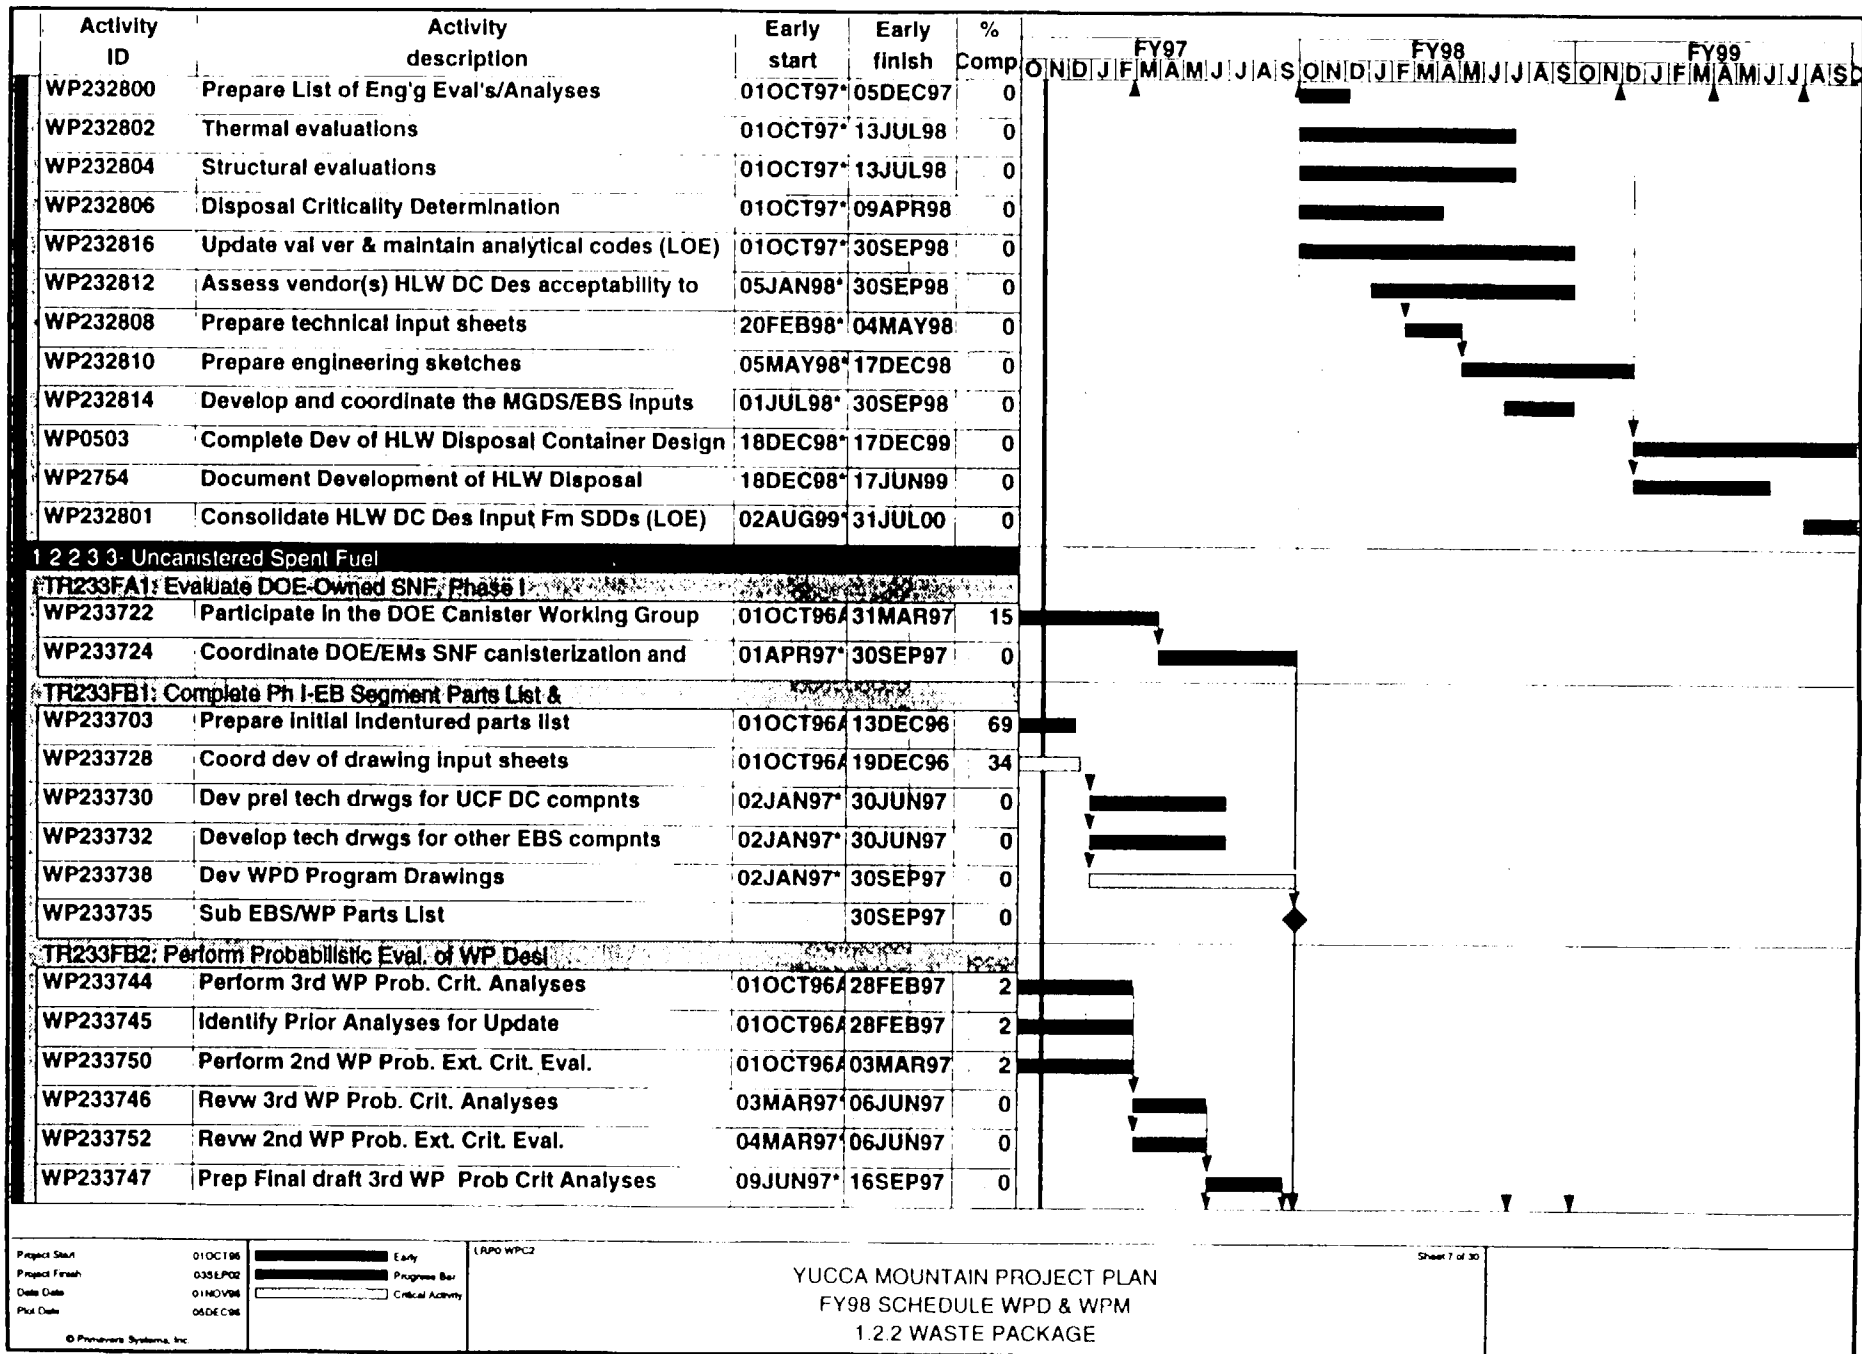 Activity ID Activity description Early start Early finish % Comp FY97 FY98 FY99
O N D J F M A M J J A S O N D J F M A M J J A S O N D J F M A M J J A S O
WP232800 Prepare List of Eng'g Eval's/Analyses 01OCT97* 05DEC97 0
WP232802 Thermal evaluations 01OCT97* 13JUL98 0
WP232804 Structural evaluations 01OCT97* 13JUL98 0
WP232806 Disposal Criticality Determination 01OCT97* 09APR98 0
WP232816 Update val ver & maintain analytical codes (LOE) 01OCT97* 30SEP98 0
WP232812 Assess vendor(s) HLW DC Des acceptability to 05JAN98* 30SEP98 0
WP232808 Prepare technical input sheets 20FEB98* 04MAY98 0
WP232810 Prepare engineering sketches 05MAY98* 17DEC98 0
WP232814 Develop and coordinate the MGDS/EBS inputs 01JUL98* 30SEP98 0
WP0503 Complete Dev of HLW Disposal Container Design 18DEC98* 17DEC99 0
WP2754 Document Development of HLW Disposal 18DEC98* 17JUN99 0
WP232801 Consolidate HLW DC Des Input Fm SDDs (LOE) 02AUG99* 31JUL00 0
1 2 2 3 3- Uncanistered Spent Fuel
TR233FA1: Evaluate DOE-Owned SNF, Phase I
WP233722 Participate in the DOE Canister Working Group 01OCT96A 31MAR97 15
WP233724 Coordinate DOE/EMs SNF canisterization and 01APR97* 30SEP97 0
TR233FB1: Complete Ph I-EB Segment Parts List &
WP233703 Prepare initial indentured parts list 01OCT96A 13DEC96 69
WP233728 Coord dev of drawing input sheets 01OCT96A 19DEC96 34
WP233730 Dev prel tech drwgs for UCF DC compnts 02JAN97* 30JUN97 0
WP233732 Develop tech drwgs for other EBS compnts 02JAN97* 30JUN97 0
WP233738 Dev WPD Program Drawings 02JAN97* 30SEP97 0
WP233735 Sub EBS/WP Parts List 30SEP97 0
TR233FB2: Perform Probabilistic Eval. of WP Desi
WP233744 Perform 3rd WP Prob. Crit. Analyses 01OCT96A 28FEB97 2
WP233745 Identify Prior Analyses for Update 01OCT96A 28FEB97 2
WP233750 Perform 2nd WP Prob. Ext. Crit. Eval. 01OCT96A 03MAR97 2
WP233746 Revw 3rd WP Prob. Crit. Analyses 03MAR97* 06JUN97 0
WP233752 Revw 2nd WP Prob. Ext. Crit. Eval. 04MAR97* 06JUN97 0
WP233747 Prep Final draft 3rd WP Prob Crit Analyses 09JUN97* 16SEP97 0
Project Start 01OCT96
Project Finish 03SEP02
Data Date 01NOV96
Plot Date 05DEC96
© Primavera Systems, Inc.
Early
Progress Bar
Critical Activity
LRP0 WPC2
YUCCA MOUNTAIN PROJECT PLAN
FY98 SCHEDULE WPD & WPM
1.2.2 WASTE PACKAGE
Sheet 7 of 30